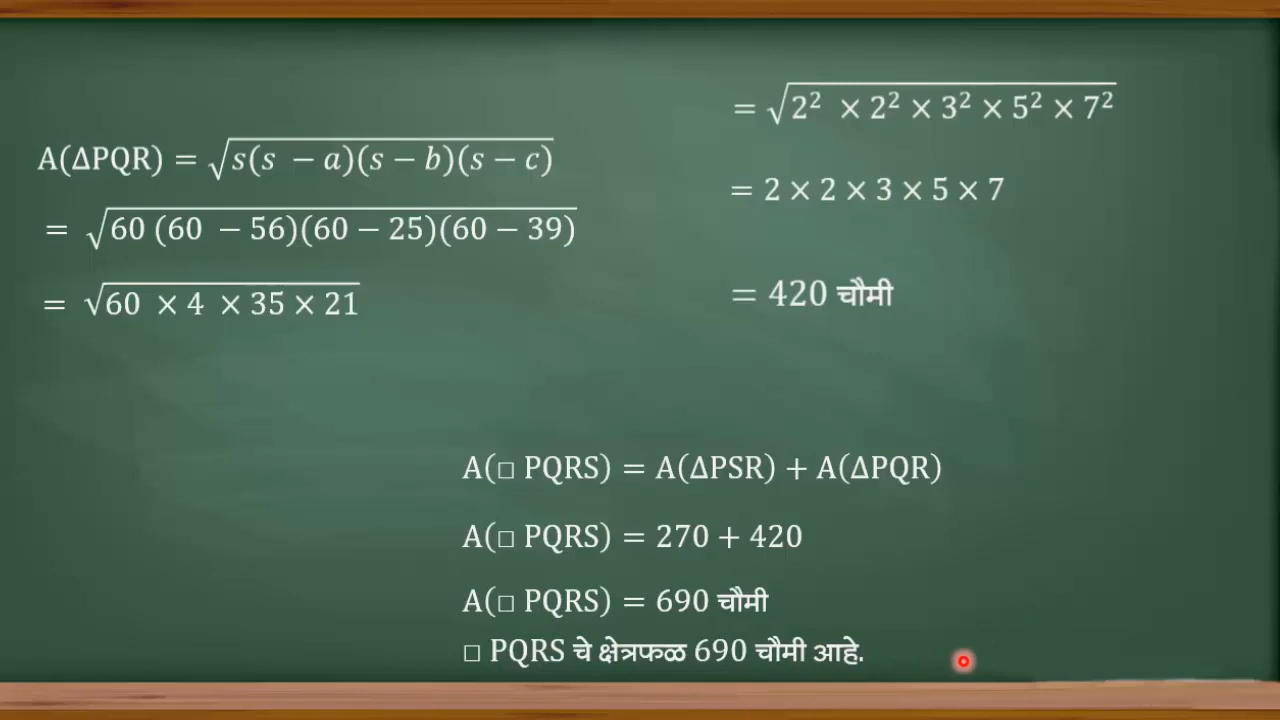 A(ΔPQR) = √s(s − a)(s − b)(s − c)
= √60 (60 − 56)(60 − 25)(60 − 39)
= √60 × 4 × 35 × 21
= √2² × 2² × 3² × 5² × 7²
= 2 × 2 × 3 × 5 × 7
= 420 चौमी
A(□ PQRS) = A(ΔPSR) + A(ΔPQR)
A(□ PQRS) = 270 + 420
A(□ PQRS) = 690 चौमी
□ PQRS चे क्षेत्रफळ 690 चौमी आहे.